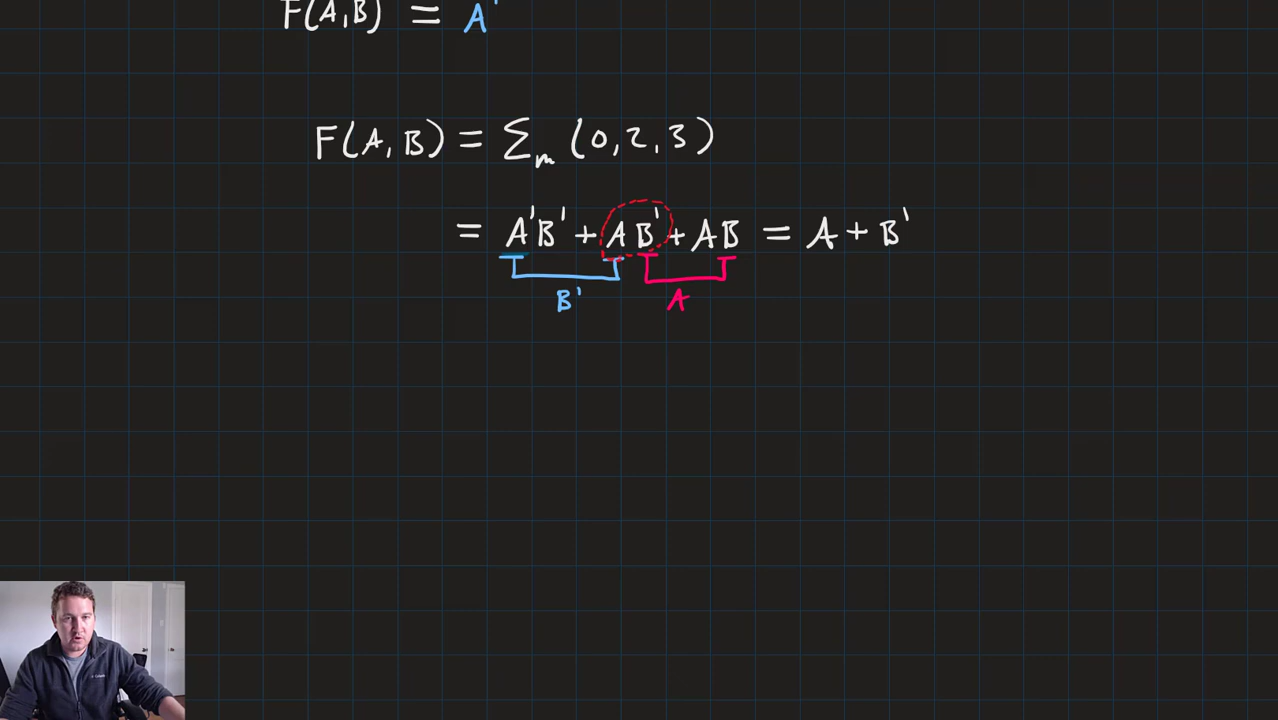 F(A,B) = A'
F(A,B) = Σm (0,2,3)
= A'B' + AB' + AB = A + B'
B' A